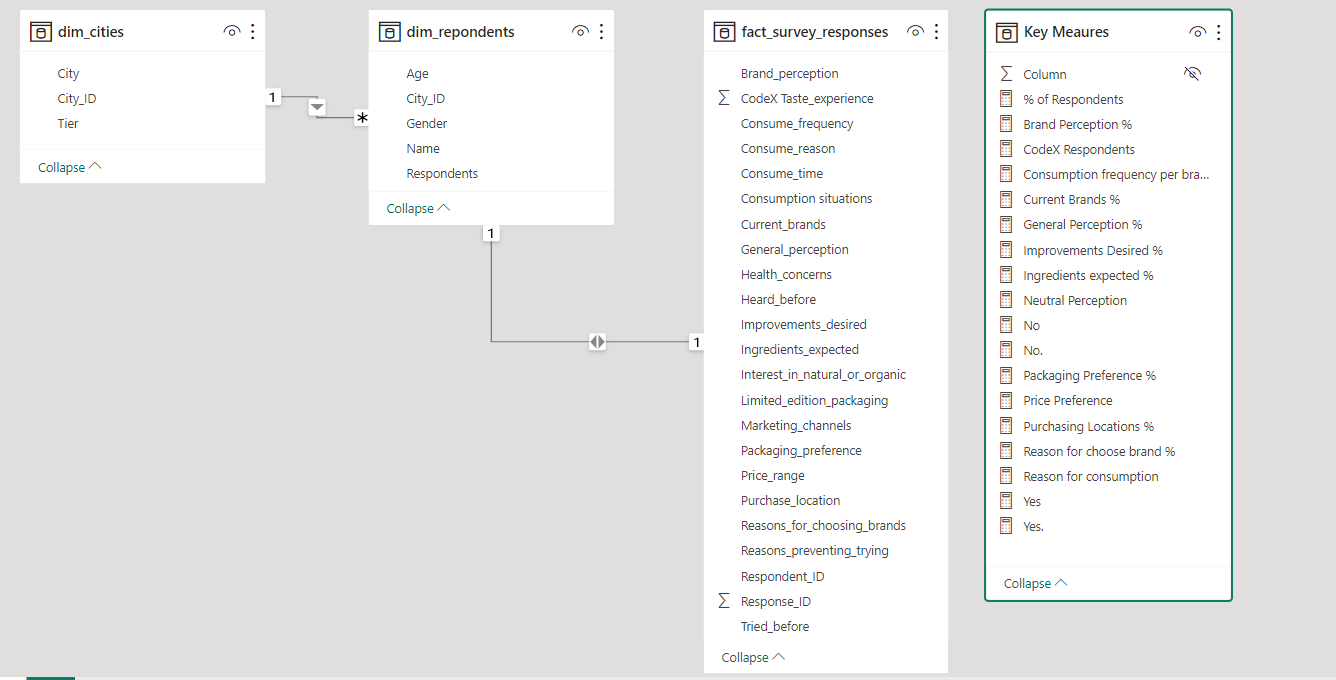 dim_cities
City
City_ID
Tier
Collapse
1
*
dim_repondents
Age
City_ID
Gender
Name
Respondents
Collapse
1
1
fact_survey_responses
Brand_perception
∑ CodeX Taste_experience
Consume_frequency
Consume_reason
Consume_time
Consumption situations
Current_brands
General_perception
Health_concerns
Heard_before
Improvements_desired
Ingredients_expected
Interest_in_natural_or_organic
Limited_edition_packaging
Marketing_channels
Packaging_preference
Price_range
Purchase_location
Reasons_for_choosing_brands
Reasons_preventing_trying
Respondent_ID
∑ Response_ID
Tried_before
Collapse
Key Meaures
∑ Column
% of Respondents
Brand Perception %
CodeX Respondents
Consumption frequency per bra...
Current Brands %
General Perception %
Improvements Desired %
Ingredients expected %
Neutral Perception
No
No.
Packaging Preference %
Price Preference
Purchasing Locations %
Reason for choose brand %
Reason for consumption
Yes
Yes.
Collapse